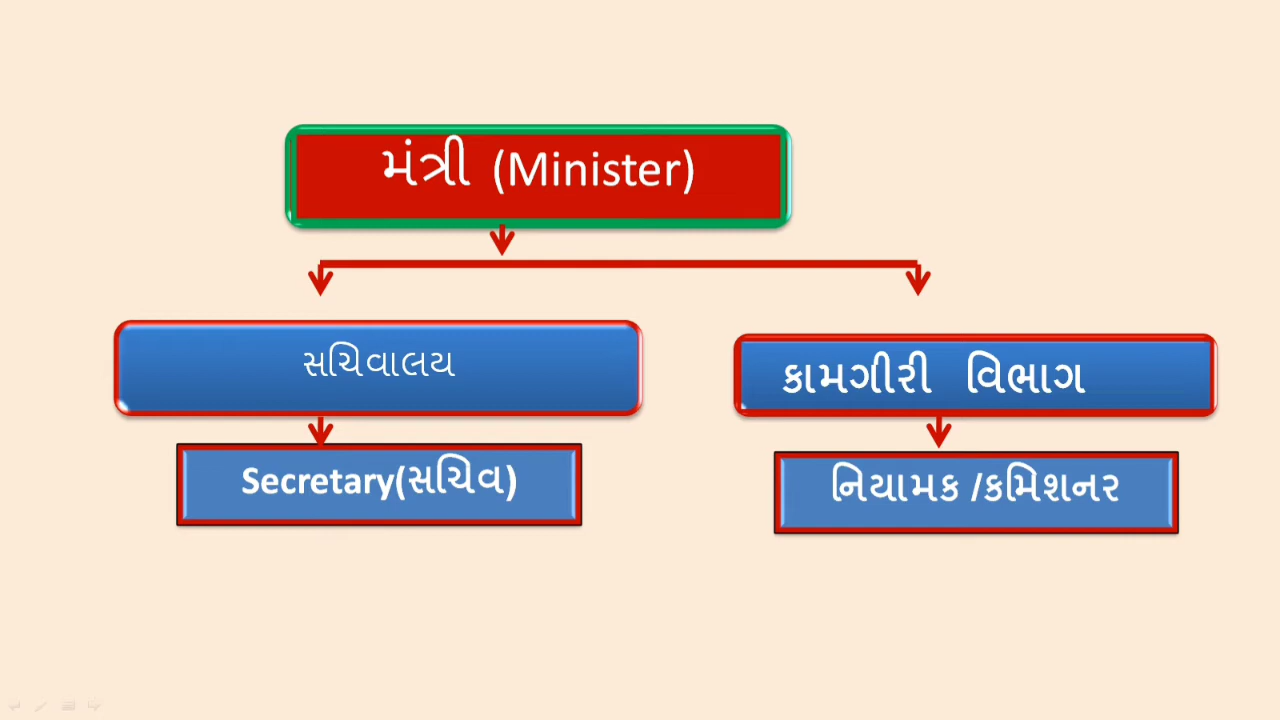 મંત્રી (Minister)
સચિવાલય
કામગીરી વિભાગ
Secretary(સચિવ)
નિયામક /કમિશનર